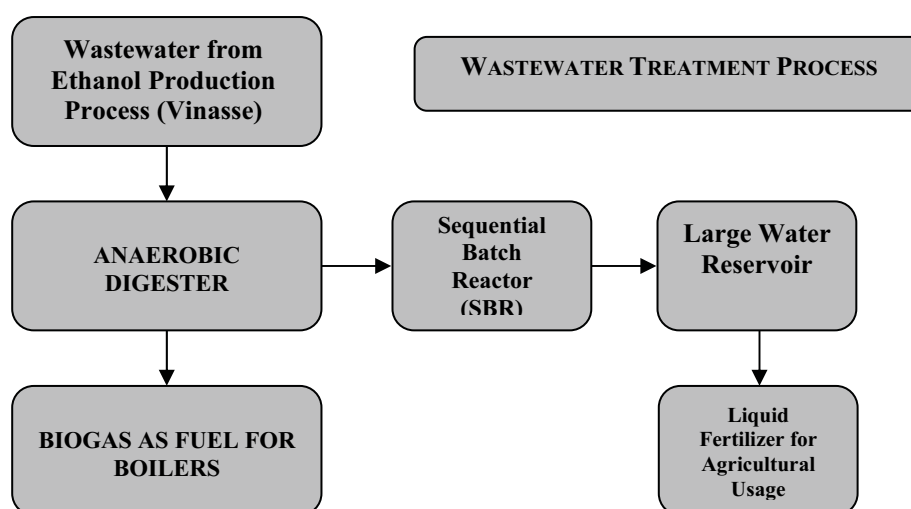 Wastewater from
Ethanol Production
Process (Vinasse)
WASTEWATER TREATMENT PROCESS
ANAEROBIC
DIGESTER
Sequential
Batch
Reactor
(SBR)
Large Water
Reservoir
BIOGAS AS FUEL FOR
BOILERS
Liquid
Fertilizer for
Agricultural
Usage